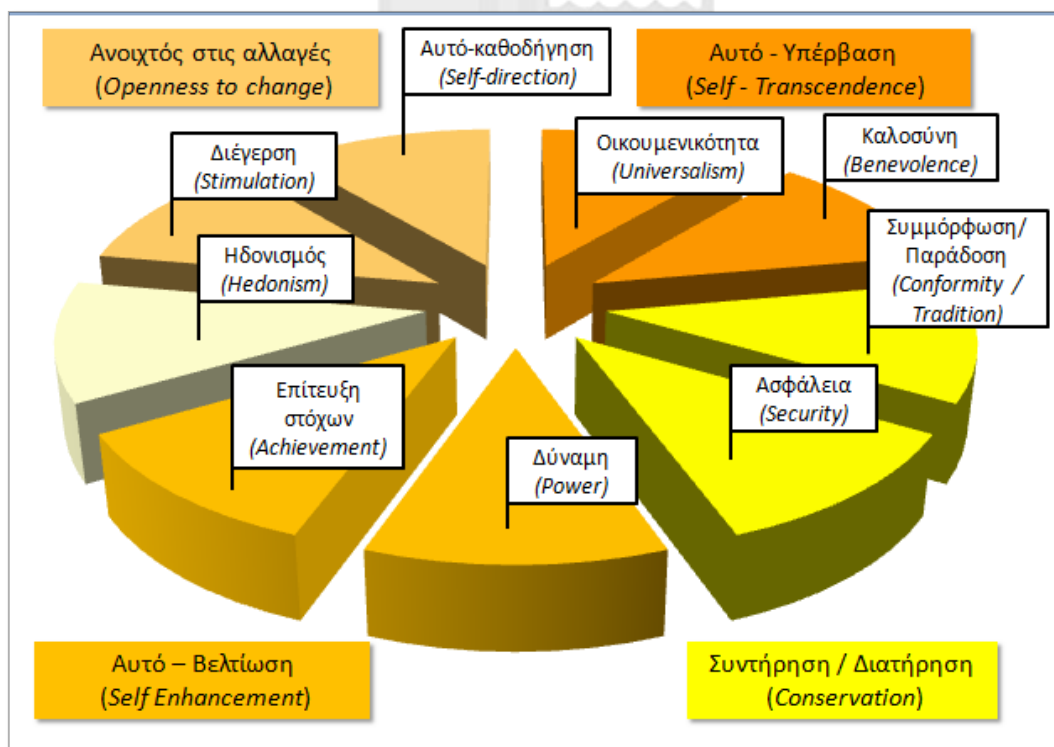 Ανοιχτός στις αλλαγές
(Openness to change)
Αυτό-καθοδήγηση
(Self-direction)
Αυτό - Υπέρβαση
(Self - Transcendence)
Διέγερση
(Stimulation)
Οικουμενικότητα
(Universalism)
Καλοσύνη
(Benevolence)
Ηδονισμός
(Hedonism)
Συμμόρφωση/
Παράδοση
(Conformity /
Tradition)
Επίτευξη
στόχων
(Achievement)
Δύναμη
(Power)
Ασφάλεια
(Security)
Αυτό – Βελτίωση
(Self Enhancement)
Συντήρηση / Διατήρηση
(Conservation)